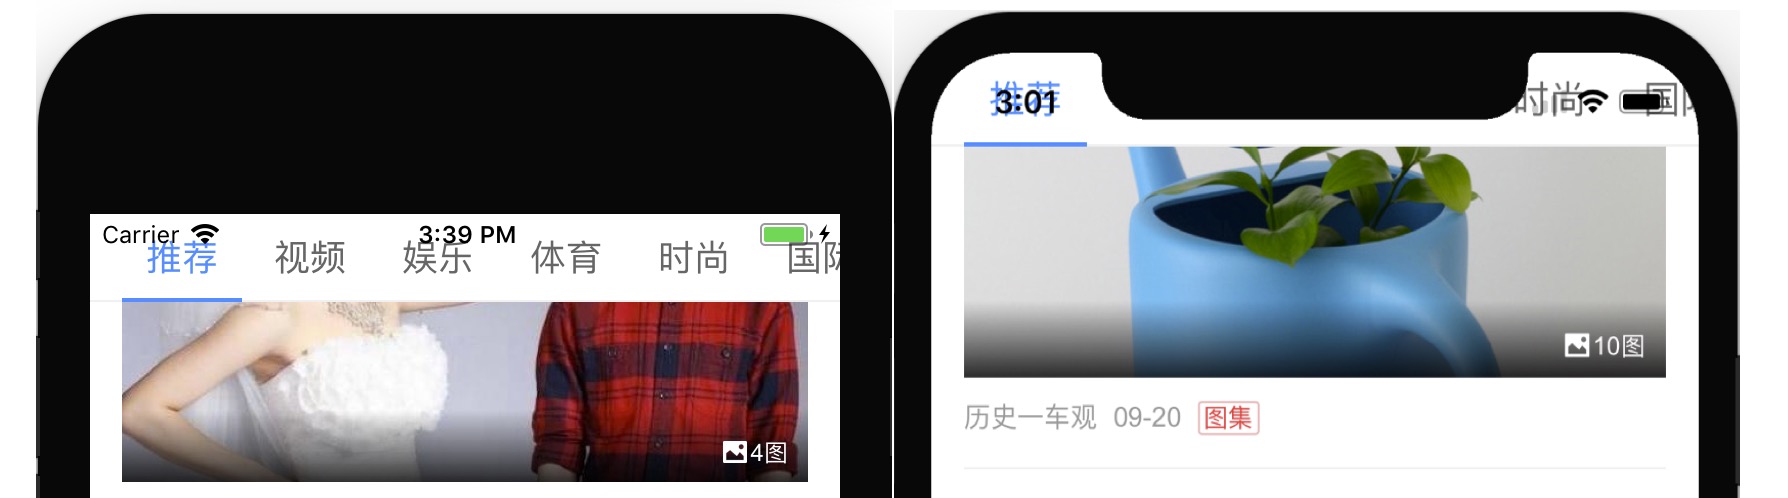 Carrier 3:39 PM
推荐 视频 娱乐 体育 时尚 国际
4图
3:01
推荐 时尚 国际
10图
历史一车观 09-20 图集